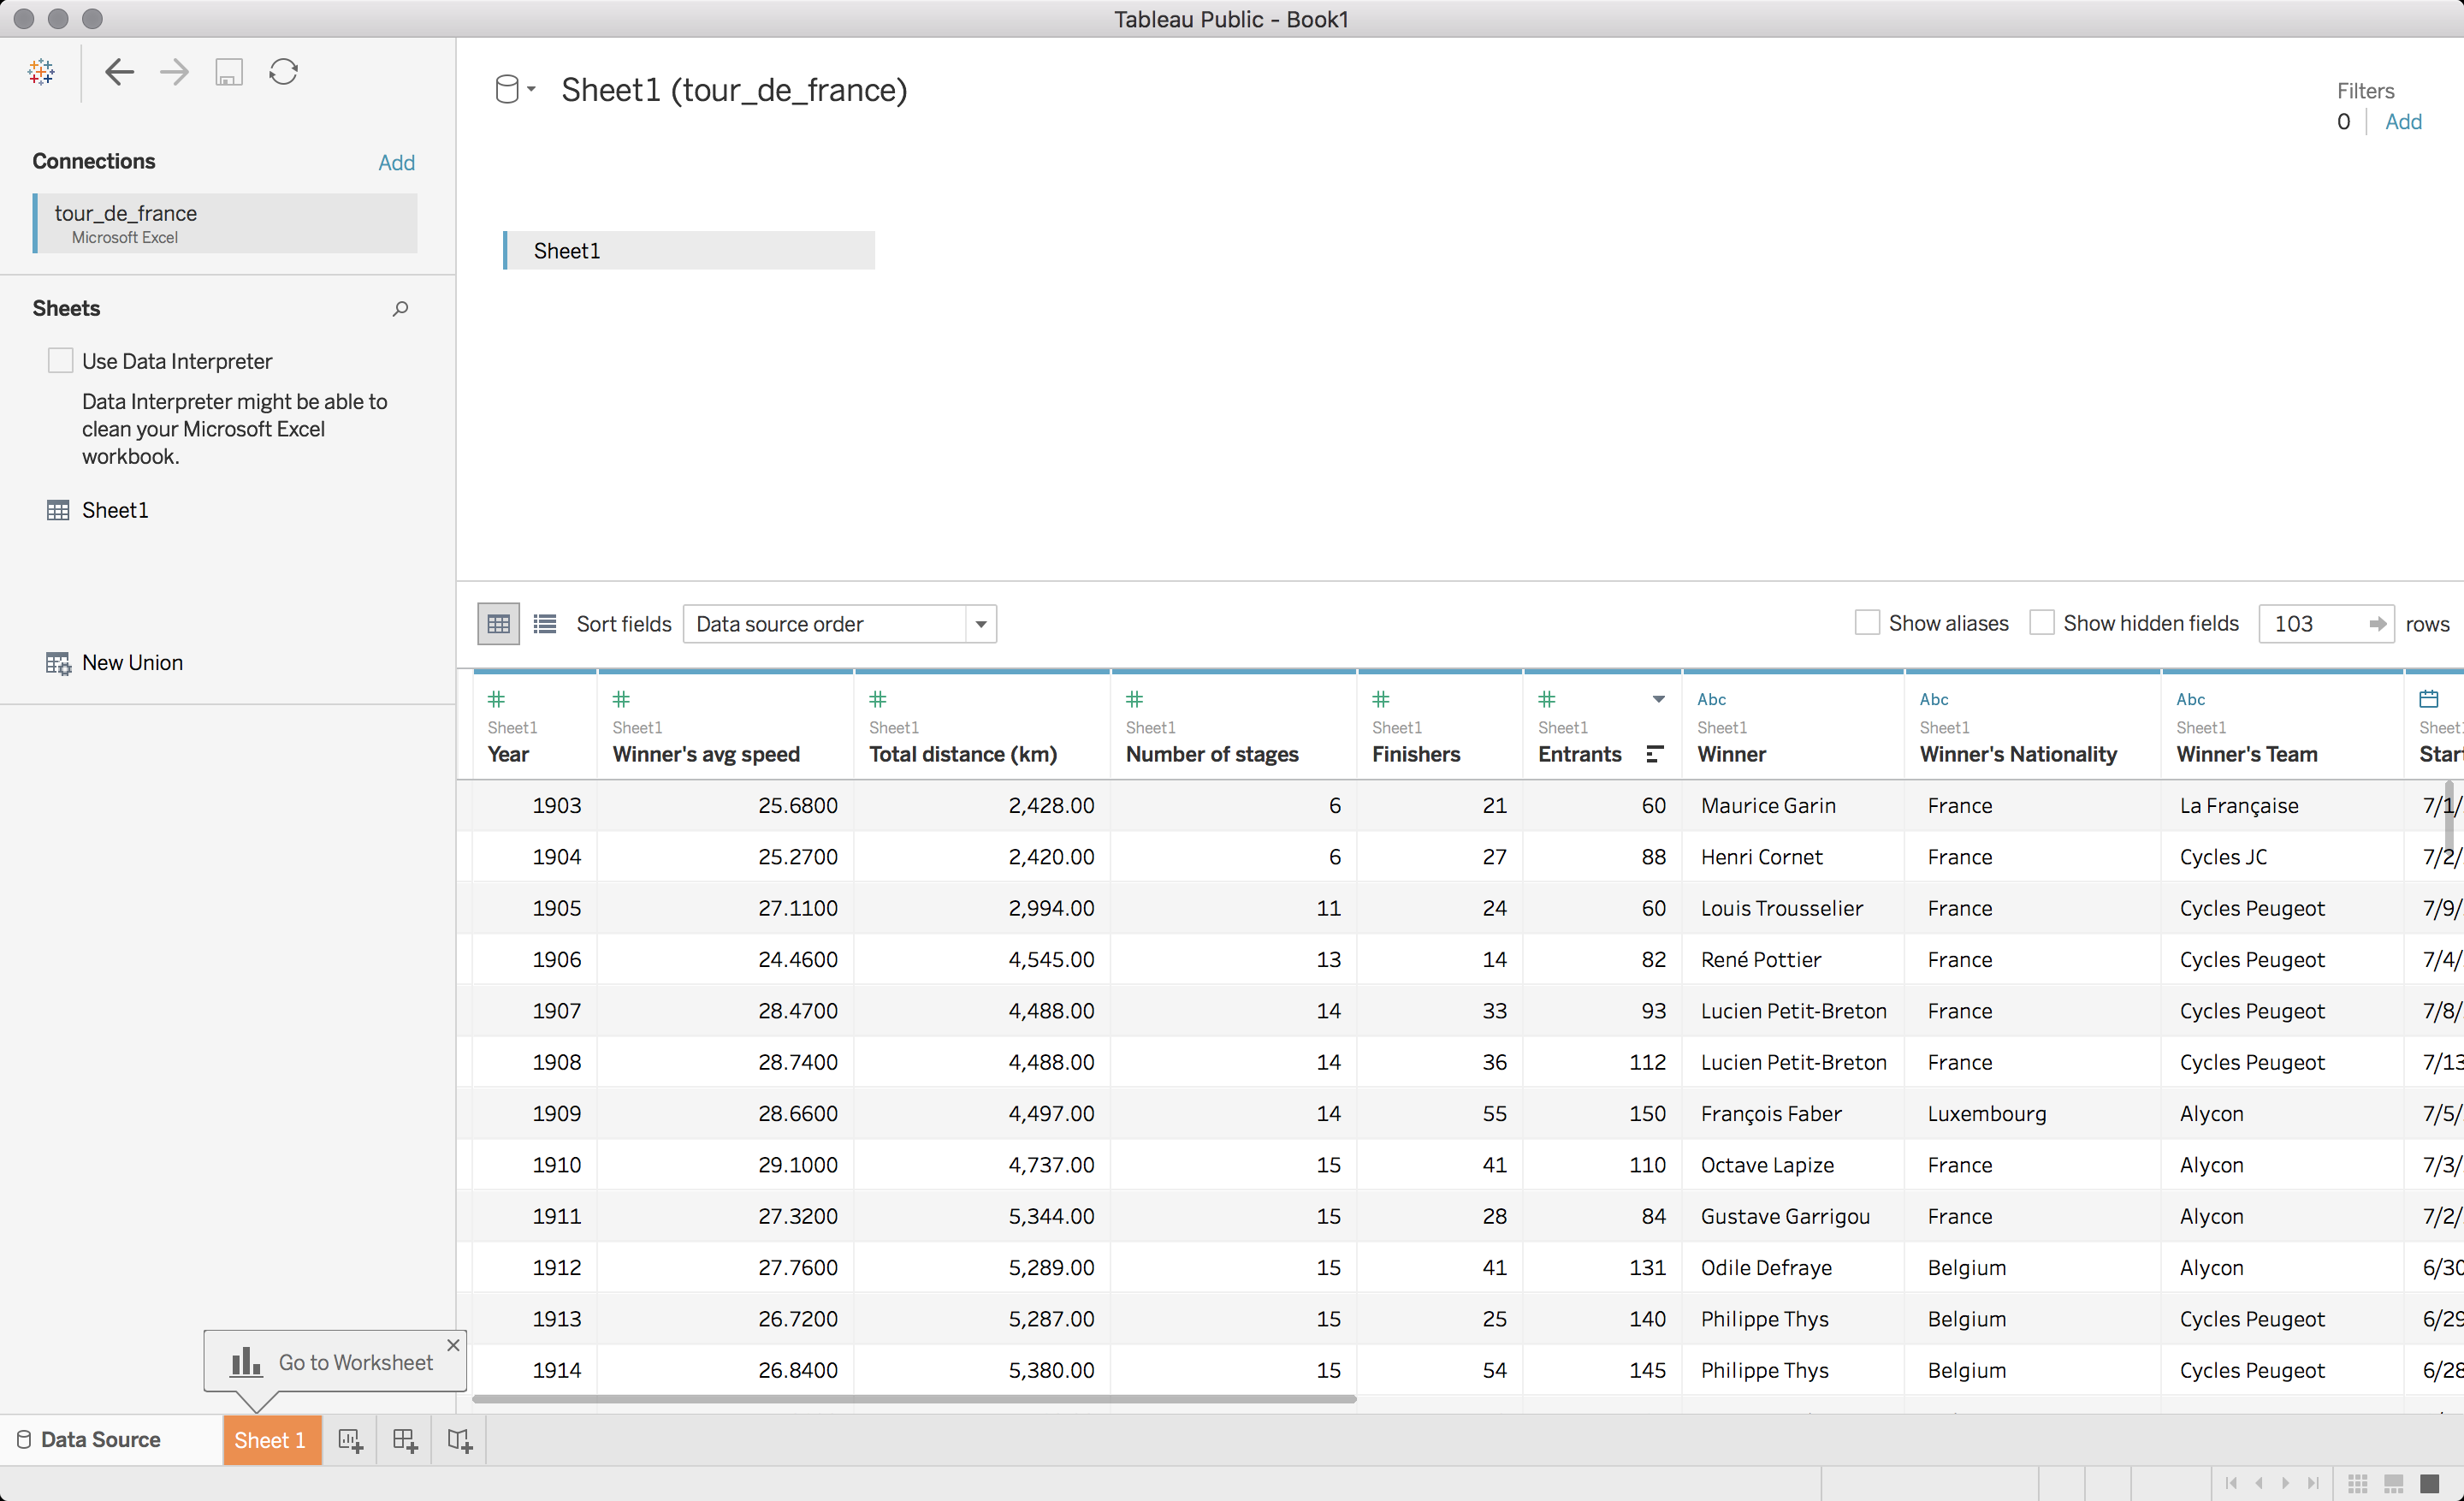 Tableau Public - Book1
Sheet1 (tour_de_france)
Filters
0 Add
Connections Add
tour_de_france
Microsoft Excel
Sheet1
Sheets
Use Data Interpreter
Data Interpreter might be able to
clean your Microsoft Excel
workbook.
Sheet1
New Union
Sort fields Data source order Show aliases Show hidden fields 103 rows
Abc Abc Abc
Sheet1 Sheet1 Sheet1 Sheet1 Sheet1 Sheet1 Sheet1 Sheet1 Sheet1 Sheet
Year Winner's avg speed Total distance (km) Number of stages Finishers Entrants Winner Winner's Nationality Winner's Team Start
1903 25.6800 2,428.00 6 21 60 Maurice Garin France La Française 7/1/
1904 25.2700 2,420.00 6 27 88 Henri Cornet France Cycles JC 7/2/
1905 27.1100 2,994.00 11 24 60 Louis Trousselier France Cycles Peugeot 7/9/
1906 24.4600 4,545.00 13 14 82 René Pottier France Cycles Peugeot 7/4/
1907 28.4700 4,488.00 14 33 93 Lucien Petit-Breton France Cycles Peugeot 7/8/
1908 28.7400 4,488.00 14 36 112 Lucien Petit-Breton France Cycles Peugeot 7/13
1909 28.6600 4,497.00 14 55 150 François Faber Luxembourg Alycon 7/5/
1910 29.1000 4,737.00 15 41 110 Octave Lapize France Alycon 7/3/
1911 27.3200 5,344.00 15 28 84 Gustave Garrigou France Alycon 7/2/
1912 27.7600 5,289.00 15 41 131 Odile Defraye Belgium Alycon 6/30
1913 26.7200 5,287.00 15 25 140 Philippe Thys Belgium Cycles Peugeot 6/29
1914 26.8400 5,380.00 15 54 145 Philippe Thys Belgium Cycles Peugeot 6/28
Go to Worksheet
Data Source Sheet 1